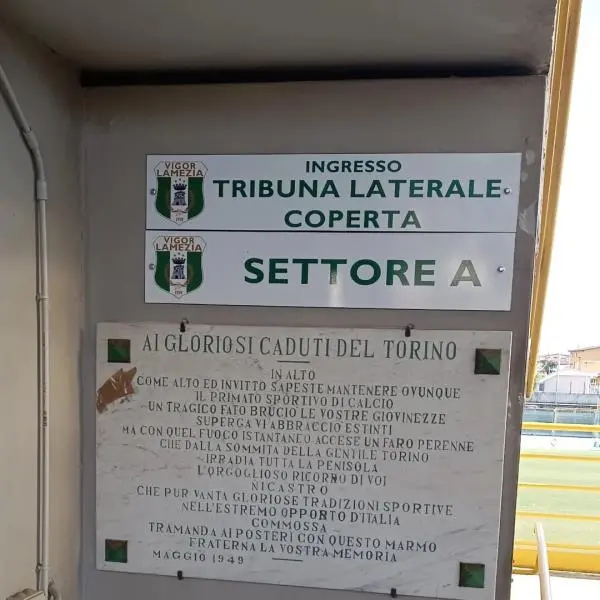 VIGOR
LAMEZIA
INGRESSO
TRIBUNA LATERALE
COPERTA
VIGOR
LAMEZIA
SETTORE A
AI GLORIOSI CADUTI DEL TORINO
IN ALTO
COME ALTO ED INVITTO SAPESTE MANTENERE OVUNQUE
IL PRIMATO SPORTIVO DI CALCIO
UN TRAGICO FATO BRUCIO LE VOSTRE GIOVINEZZE
SUPERGA VI ABBRACCIO ESTINTI
MA CON QUEL FUOCO ISTANTANEO ACCESE UN FARO PERENNE
CHE DALLA SOMMITA DELLA GENTILE TORINO
IRRADIA TUTTA LA PENISOLA
L'ORGOGLIOSO RICORDO DI VOI
NICASTRO
CHE PUR VANTA GLORIOSE TRADIZIONI SPORTIVE
NELL'ESTREMO OPPOSTO D'ITALIA
COMMOSSA
TRAMANDA AI POSTERI CON QUESTO MARMO
FRATERNA LA VOSTRA MEMORIA
MAGGIO 1949